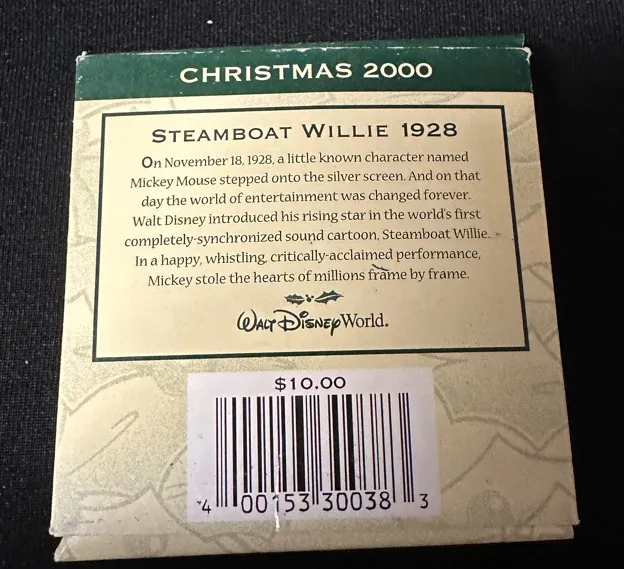 CHRISTMAS 2000
STEAMBOAT WILLIE 1928
On November 18, 1928, a little known character named
Mickey Mouse stepped onto the silver screen. And on that
day the world of entertainment was changed forever.
Walt Disney introduced his rising star in the world's first
completely-synchronized sound cartoon, Steamboat Willie.
In a happy, whistling, critically-acclaimed performance,
Mickey stole the hearts of millions frame by frame.
WALT DISNEY World.
$10.00
4 00153 30038 3